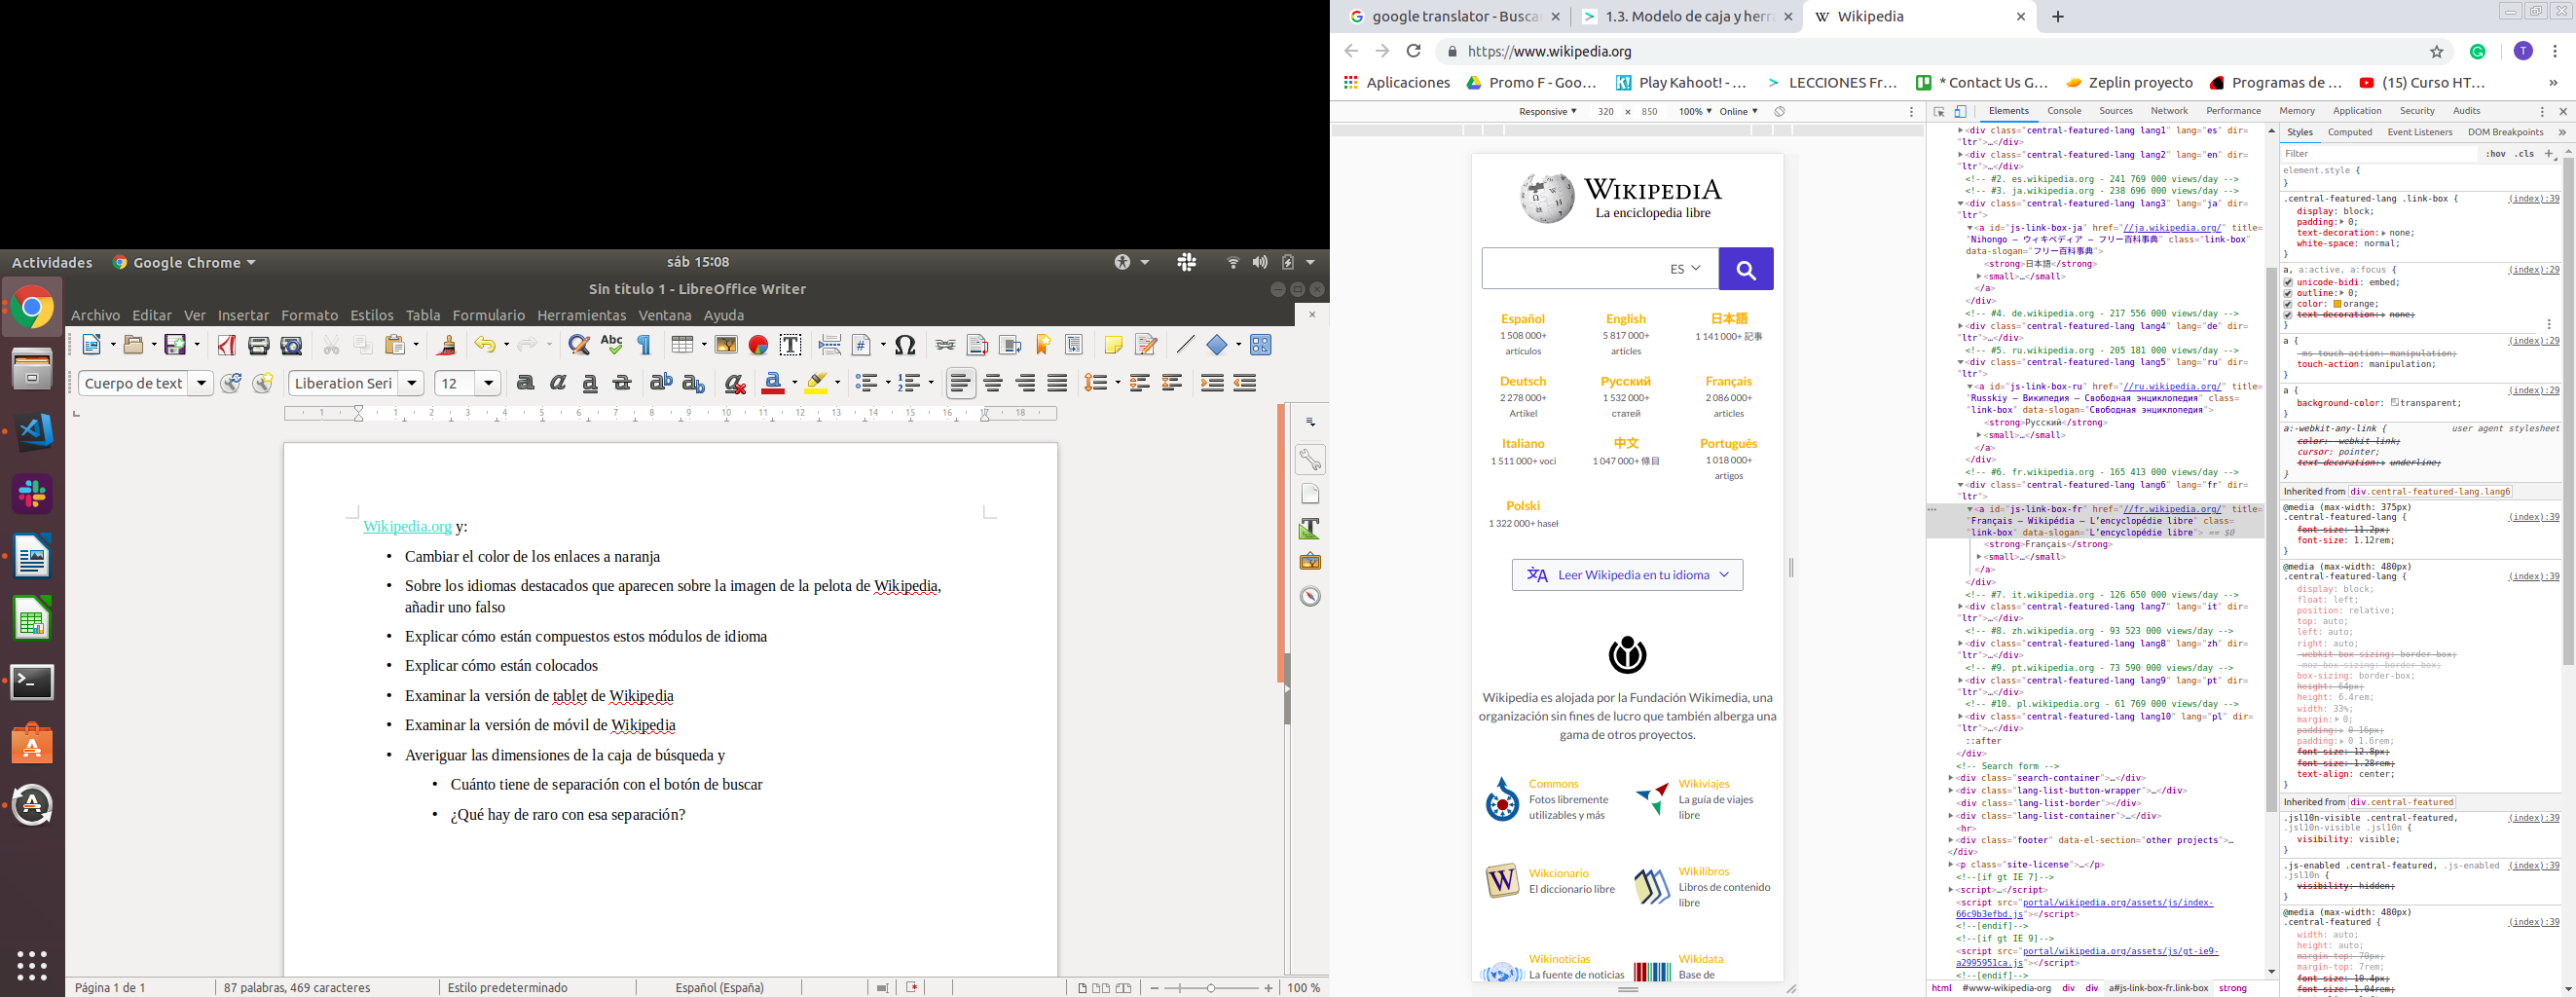 Actividades
Google Chrome
sáb 15:08
Sin título 1 - LibreOffice Writer
Archivo Editar Ver Insertar Formato Estilos Tabla Formulario Herramientas Ventana Ayuda
Cuerpo de text
Liberation Seri
12
Wikipedia.org y:
• Cambiar el color de los enlaces a naranja
• Sobre los idiomas destacados que aparecen sobre la imagen de la pelota de Wikipedia,
añadir uno falso
• Explicar cómo están compuestos estos módulos de idioma
• Explicar cómo están colocados
• Examinar la versión de tablet de Wikipedia
• Examinar la versión de móvil de Wikipedia
• Averiguar las dimensiones de la caja de búsqueda y
• Cuánto tiene de separación con el botón de buscar
• ¿Qué hay de raro con esa separación?
Página 1 de 1
87 palabras, 469 caracteres
Estilo predeterminado
Español (España)
100 %
google translator - Busca
1.3. Modelo de caja y herr
Wikipedia
https://www.wikipedia.org
Aplicaciones
Promo F - Goo...
Play Kahoot! - ...
LECCIONES Fr...
* Contact Us G...
Zeplin proyecto
Programas de ...
(15) Curso HT...
Responsive 320 × 850 100% Online
WIKIPEDIA
La enciclopedia libre
ES
Español English 日本語
1 508 000+ 5 817 000+ 1 141 000+ 記事
artículos articles
Deutsch Русский Français
2 278 000+ 1 532 000+ 2 086 000+
Artikel статей articles
Italiano 中文 Português
1 511 000+ voci 1 047 000+ 條目 1 018 000+
artigos
Polski
1 322 000+ haseł
Leer Wikipedia en tu idioma
Wikipedia es alojada por la Fundación Wikimedia, una
organización sin fines de lucro que también alberga una
gama de otros proyectos.
Commons
Fotos libremente
utilizables y más
Wikiviajes
La guía de viajes
libre
Wikcionario
El diccionario libre
Wikilibros
Libros de contenido
libre
Wikinoticias
La fuente de noticias
Wikidata
Base de
Elements Console Sources Network Performance Memory Application Security Audits
<div class="central-featured-lang lang1" lang="es" dir=
"ltr">…</div>
<div class="central-featured-lang lang2" lang="en" dir=
"ltr">…</div>
<!-- #2. es.wikipedia.org - 241 769 000 views/day -->
<!-- #3. ja.wikipedia.org - 238 696 000 views/day -->
<div class="central-featured-lang lang3" lang="ja" dir=
"ltr">
<a id="js-link-box-ja" href="//ja.wikipedia.org/" title=
"Nihongo — ウィキペディア — フリー百科事典" class="link-box"
data-slogan="フリー百科事典">
<strong>日本語</strong>
<small>…</small>
</a>
</div>
<!-- #4. de.wikipedia.org - 217 556 000 views/day -->
<div class="central-featured-lang lang4" lang="de" dir=
"ltr">…</div>
<!-- #5. ru.wikipedia.org - 205 181 000 views/day -->
<div class="central-featured-lang lang5" lang="ru" dir=
"ltr">
<a id="js-link-box-ru" href="//ru.wikipedia.org/" title=
"Russkiy — Википедия — Свободная энциклопедия" class=
"link-box" data-slogan="Свободная энциклопедия">
<strong>Русский</strong>
<small>…</small>
</a>
</div>
<!-- #6. fr.wikipedia.org - 165 413 000 views/day -->
<div class="central-featured-lang lang6" lang="fr" dir=
"ltr">
<a id="js-link-box-fr" href="//fr.wikipedia.org/" title=
"Français — Wikipédia — L’encyclopédie libre" class=
"link-box" data-slogan="L’encyclopédie libre"> == $0
<strong>Français</strong>
<small>…</small>
</a>
</div>
<!-- #7. it.wikipedia.org - 126 650 000 views/day -->
<div class="central-featured-lang lang7" lang="it" dir=
"ltr">…</div>
<!-- #8. zh.wikipedia.org - 93 523 000 views/day -->
<div class="central-featured-lang lang8" lang="zh" dir=
"ltr">…</div>
<!-- #9. pt.wikipedia.org - 73 590 000 views/day -->
<div class="central-featured-lang lang9" lang="pt" dir=
"ltr">…</div>
<!-- #10. pl.wikipedia.org - 61 769 000 views/day -->
<div class="central-featured-lang lang10" lang="pl" dir=
"ltr">…</div>
::after
</div>
<!-- Search form -->
<div class="search-container">…</div>
<div class="lang-list-button-wrapper">…</div>
<div class="lang-list-border"></div>
<div class="lang-list-container">…</div>
<hr>
<div class="footer" data-el-section="other projects">…
</div>
<p class="site-license">…</p>
<!--[if gt IE 7]-->
<script>…</script>
<script src="portal/wikipedia.org/assets/js/index-
66c9b3efbd.js"></script>
<!--[endif]-->
<!--[if gt IE 9]-->
<script src="portal/wikipedia.org/assets/js/gt-ie9-
a2995951ca.js"></script>
<!--[endif]-->
html #www-wikipedia-org div div a#js-link-box-fr.link-box strong
Styles Computed Event Listeners DOM Breakpoints
Filter :hov .cls
element.style {
}
.central-featured-lang .link-box { (index):39
display: block;
padding: 0;
text-decoration: none;
white-space: normal;
}
a, a:active, a:focus { (index):29
unicode-bidi: embed;
outline: 0;
color: orange;
text-decoration: none;
}
a { (index):29
-ms-touch-action: manipulation;
touch-action: manipulation;
}
a { (index):29
background-color: transparent;
}
a:-webkit-any-link { user agent stylesheet
color: -webkit-link;
cursor: pointer;
text-decoration: underline;
}
Inherited from div.central-featured-lang.lang6
@media (max-width: 375px)
.central-featured-lang { (index):39
font-size: 11.2px;
font-size: 1.12rem;
}
@media (max-width: 480px)
.central-featured-lang { (index):39
display: block;
float: left;
position: relative;
top: auto;
left: auto;
right: auto;
-webkit-box-sizing: border-box;
-moz-box-sizing: border-box;
box-sizing: border-box;
height: 64px;
height: 6.4rem;
width: 33%;
margin: 0;
padding: 0 16px;
padding: 0 1.6rem;
font-size: 12.8px;
font-size: 1.28rem;
text-align: center;
}
Inherited from div.central-featured
.jsl10n-visible .central-featured, (index):39
.jsl10n-visible .jsl10n {
visibility: visible;
}
.js-enabled .central-featured, .js-enabled (index):39
.jsl10n {
visibility: hidden;
}
@media (max-width: 480px)
.central-featured { (index):39
width: auto;
height: auto;
margin-top: 70px;
margin-top: 7rem;
font-size: 10.4px;
font-size: 1.04rem;